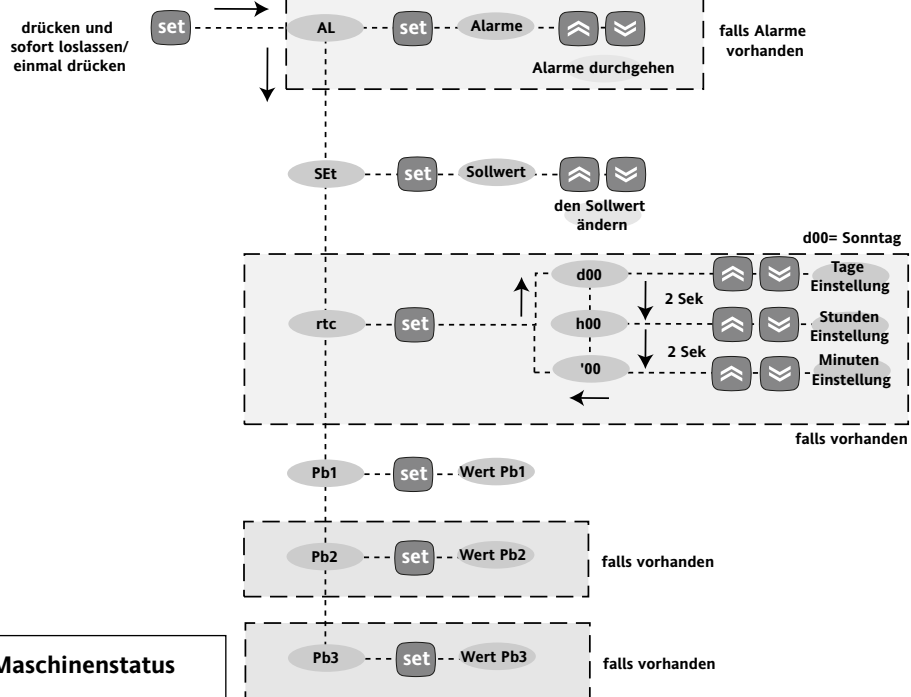 drücken und
sofort loslassen/
einmal drücken
set
AL
set
Alarme
Alarme durchgehen
falls Alarme
vorhanden
SEt
set
Sollwert
den Sollwert
ändern
d00= Sonntag
rtc
set
d00
2 Sek
Tage
Einstellung
h00
2 Sek
Stunden
Einstellung
'00
Minuten
Einstellung
falls vorhanden
Pb1
set
Wert Pb1
Pb2
set
Wert Pb2
falls vorhanden
Pb3
set
Wert Pb3
falls vorhanden
Maschinenstatus